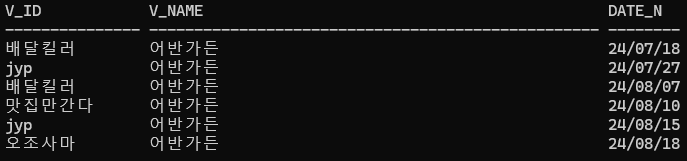 V_ID V_NAME DATE_N
--------------- -------------------------------------------------- --------
배달킬러 어반가든 24/07/18
jyp 어반가든 24/07/27
배달킬러 어반가든 24/08/07
맛집만간다 어반가든 24/08/10
jyp 어반가든 24/08/15
오조사마 어반가든 24/08/18